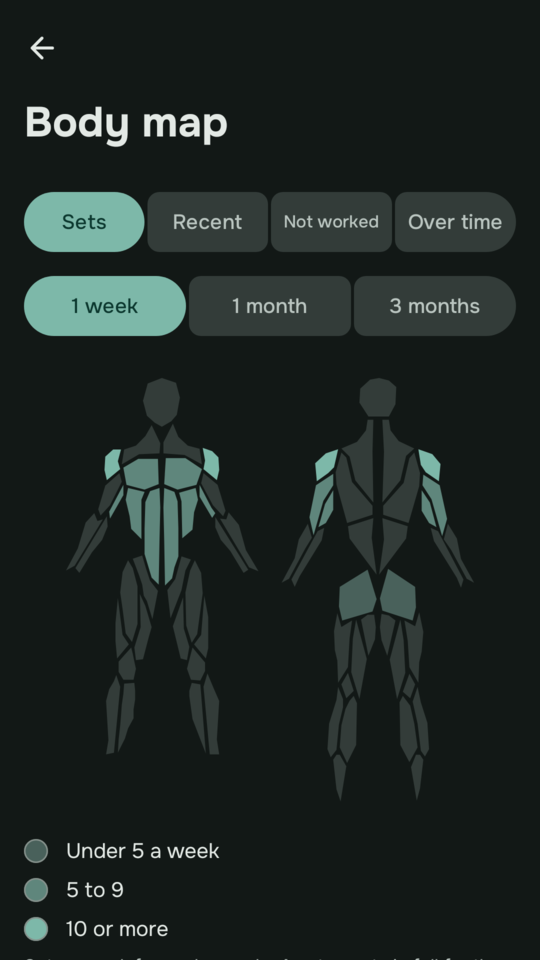 Body map
Sets
Recent
Not worked
Over time
1 week
1 month
3 months
Under 5 a week
5 to 9
10 or more